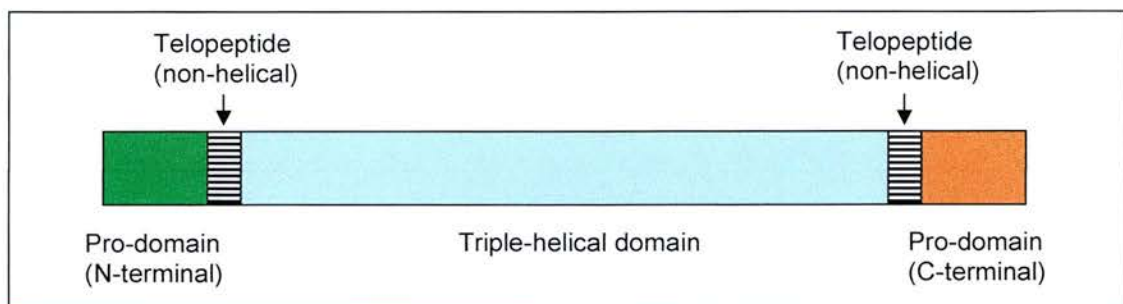 Telopeptide
(non-helical)
Telopeptide
(non-helical)
Pro-domain
(N-terminal)
Triple-helical domain
Pro-domain
(C-terminal)